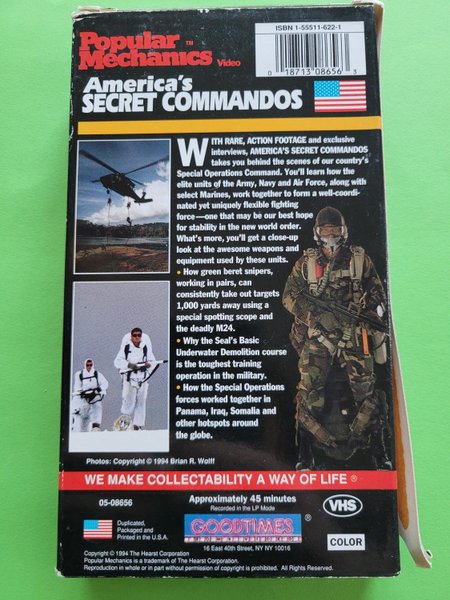 Popular
Mechanics™ Video
America's
SECRET COMMANDOS
ISBN 1-55511-622-1
0 18713 08656 3
WITH RARE, ACTION FOOTAGE and exclusive
interviews, AMERICA'S SECRET COMMANDOS
takes you behind the scenes of our country's
Special Operations Command. You'll learn how the
elite units of the Army, Navy and Air Force, along with
select Marines, work together to form a well-coordi-
nated yet uniquely flexible fighting
force—one that may be our best hope
for stability in the new world order.
What's more, you'll get a close-up
look at the awesome weapons and
equipment used by these units.
• How green beret snipers,
working in pairs, can
consistently take out targets
1,000 yards away using a
special spotting scope and
the deadly M24.
• Why the Seal's Basic
Underwater Demolition course
is the toughest training
operation in the military.
• How the Special Operations
forces worked together in
Panama, Iraq, Somalia and
other hotspots around
the globe.
Photos: Copyright © 1994 Brian R. Wolff
WE MAKE COLLECTABILITY A WAY OF LIFE ®
05-08656
Approximately 45 minutes
Recorded in the LP Mode
VHS
Duplicated,
Packaged and
Printed in the U.S.A.
GOODTIMES ®
16 East 40th Street, NY NY 10016
COLOR
Copyright © 1994 The Hearst Corporation
Popular Mechanics is a trademark of The Hearst Corporation
Reproduction in whole or in part without permission of copyright is prohibited. All Rights Reserved.